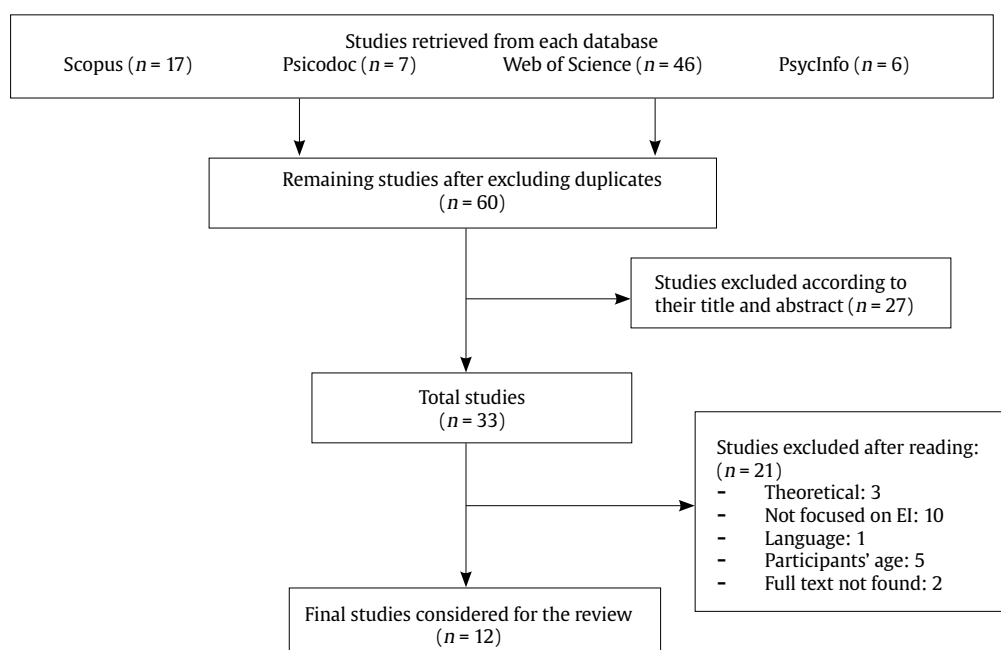 Studies retrieved from each database
Scopus (n = 17) Psicodoc (n = 7) Web of Science (n = 46) PsycInfo (n = 6)
Remaining studies after excluding duplicates
(n = 60)
Studies excluded according to
their title and abstract (n = 27)
Total studies
(n = 33)
Studies excluded after reading:
(n = 21)
- Theoretical: 3
- Not focused on EI: 10
- Language: 1
- Participants’ age: 5
- Full text not found: 2
Final studies considered for the review
(n = 12)